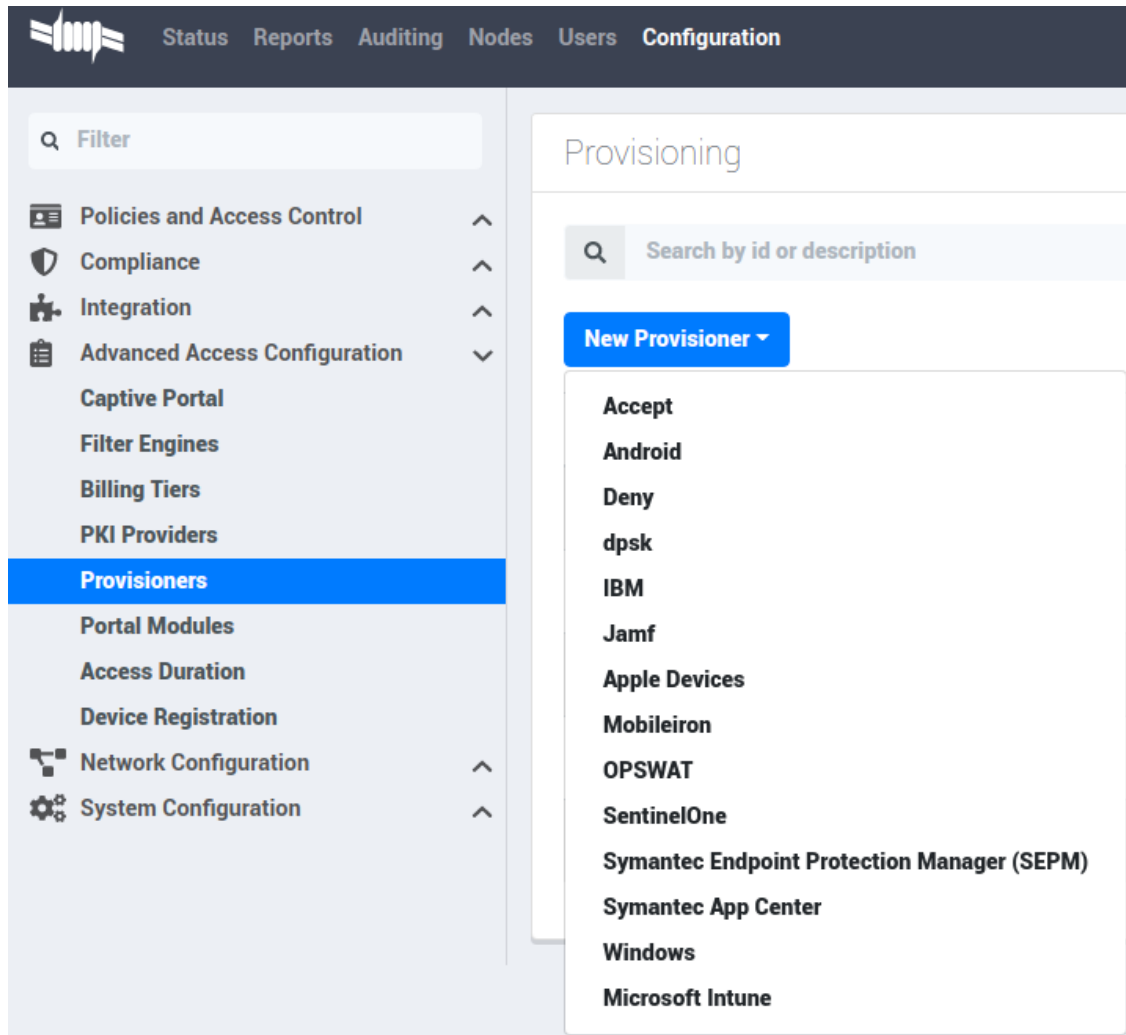 Status Reports Auditing Nodes Users Configuration
Filter
Policies and Access Control
Compliance
Integration
Advanced Access Configuration
Captive Portal
Filter Engines
Billing Tiers
PKI Providers
Provisioners
Portal Modules
Access Duration
Device Registration
Network Configuration
System Configuration
Provisioning
Search by id or description
New Provisioner
Accept
Android
Deny
dpsk
IBM
Jamf
Apple Devices
Mobileiron
OPSWAT
SentinelOne
Symantec Endpoint Protection Manager (SEPM)
Symantec App Center
Windows
Microsoft Intune